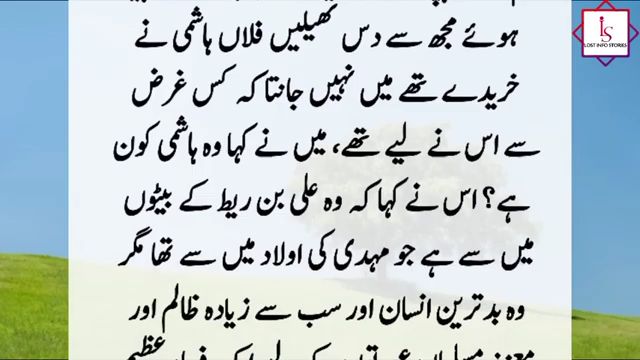 ہوئے مجھ سے دس تھیلیں فلاں ہاشمی نے
خریدے تھے میں نہیں جانتا کہ کس غرض
سے اس نے لیے تھے، میں نے کہا وہ ہاشمی کون
ہے؟ اس نے کہا کہ وہ علی بن ریط کے بیٹوں
میں سے ہے جو مہدی کی اولاد میں سے تھا مگر
وہ بدترین انسان اور سب سے زیادہ ظالم اور
LS
LOST INFO STORIES